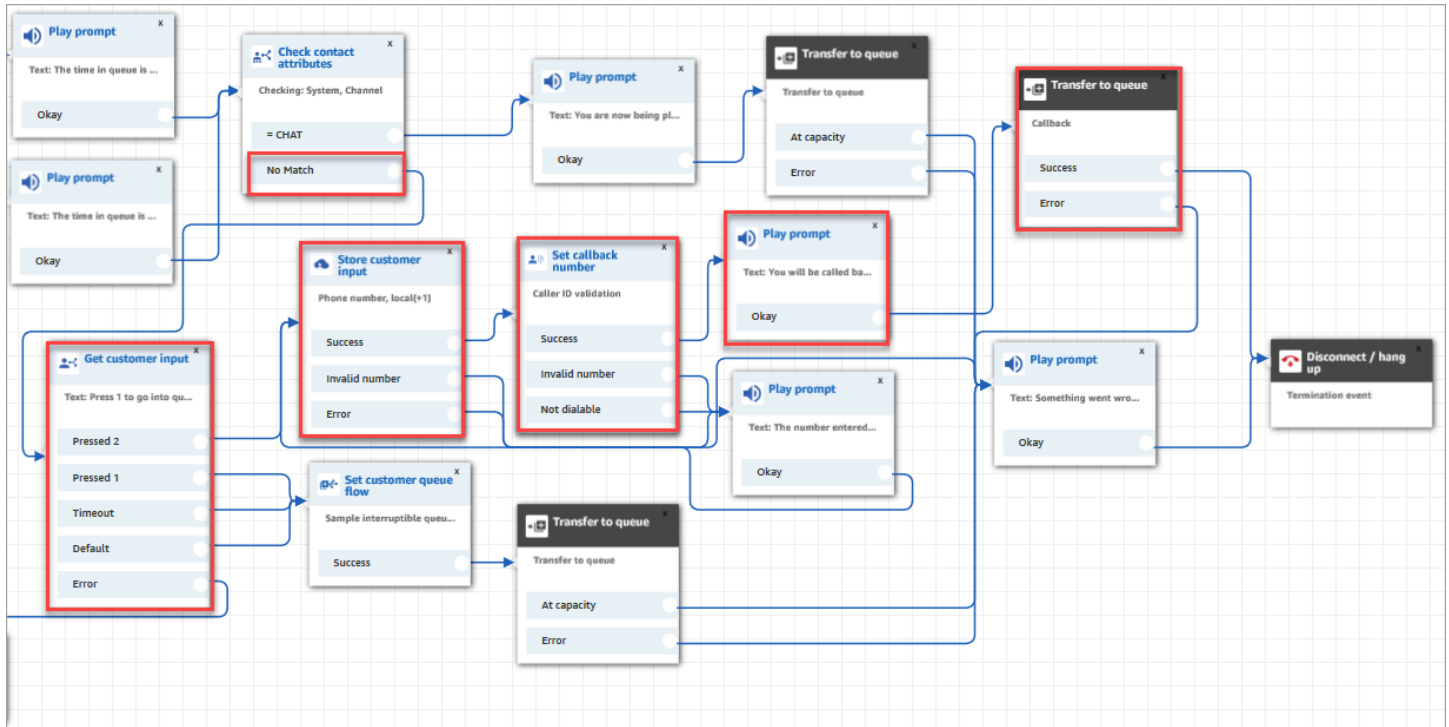 Play prompt
Text: The time in queue is ...
Okay
Play prompt
Text: The time in queue is ...
Okay
Check contact
attributes
Checking: System, Channel
= CHAT
No Match
Play prompt
Text: You are now being pl...
Okay
Transfer to queue
Transfer to queue
At capacity
Error
Transfer to queue
Callback
Success
Error
Get customer input
Text: Press 1 to go into qu...
Pressed 2
Pressed 1
Timeout
Default
Error
Store customer
input
Phone number, local(+1)
Success
Invalid number
Error
Set callback
number
Caller ID validation
Success
Invalid number
Not dialable
Play prompt
Text: You will be called ba...
Okay
Play prompt
Text: The number entered...
Okay
Play prompt
Text: Something went wro...
Okay
Disconnect / hang
up
Termination event
Set customer queue
flow
Sample interruptible queu...
Success
Transfer to queue
Transfer to queue
At capacity
Error